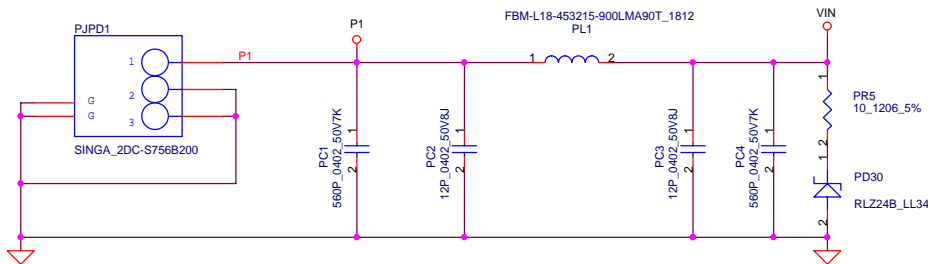 FBM-L18-453215-900LMA90T_1812
PL1
VIN
P1
PJPD1
P1
1
2
3
G
G
SINGA_2DC-S756B200
1
2
1
2
PC1
560P_0402_50V7K
1
2
PC2
12P_0402_50V8J
1
2
PC3
12P_0402_50V8J
1
2
PC4
560P_0402_50V7K
1
2
PR5
10_1206_5%
1
2
PD30
RLZ24B_LL34